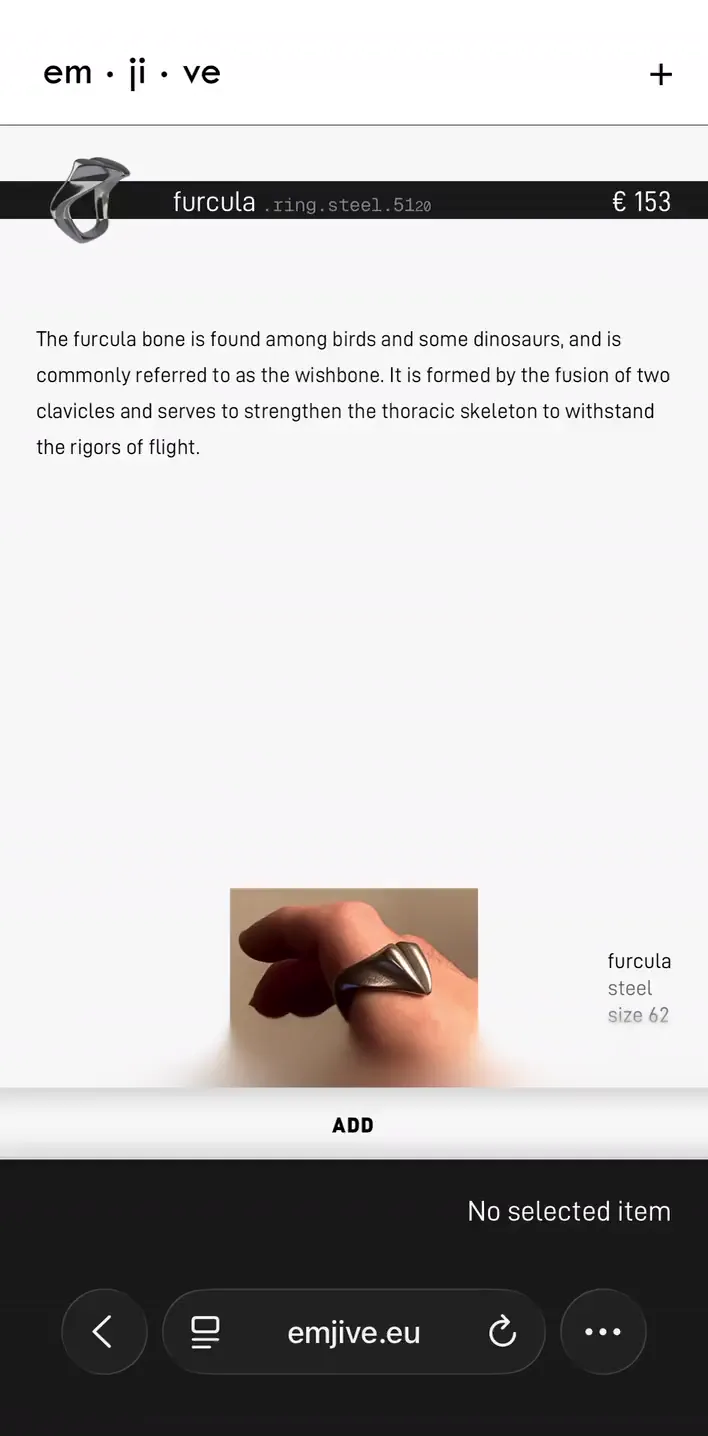 em · ji · ve +
furcula .ring.steel.5120 € 153
The furcula bone is found among birds and some dinosaurs, and is
commonly referred to as the wishbone. It is formed by the fusion of two
clavicles and serves to strengthen the thoracic skeleton to withstand
the rigors of flight.
furcula
steel
size 62
ADD
No selected item
emjive.eu